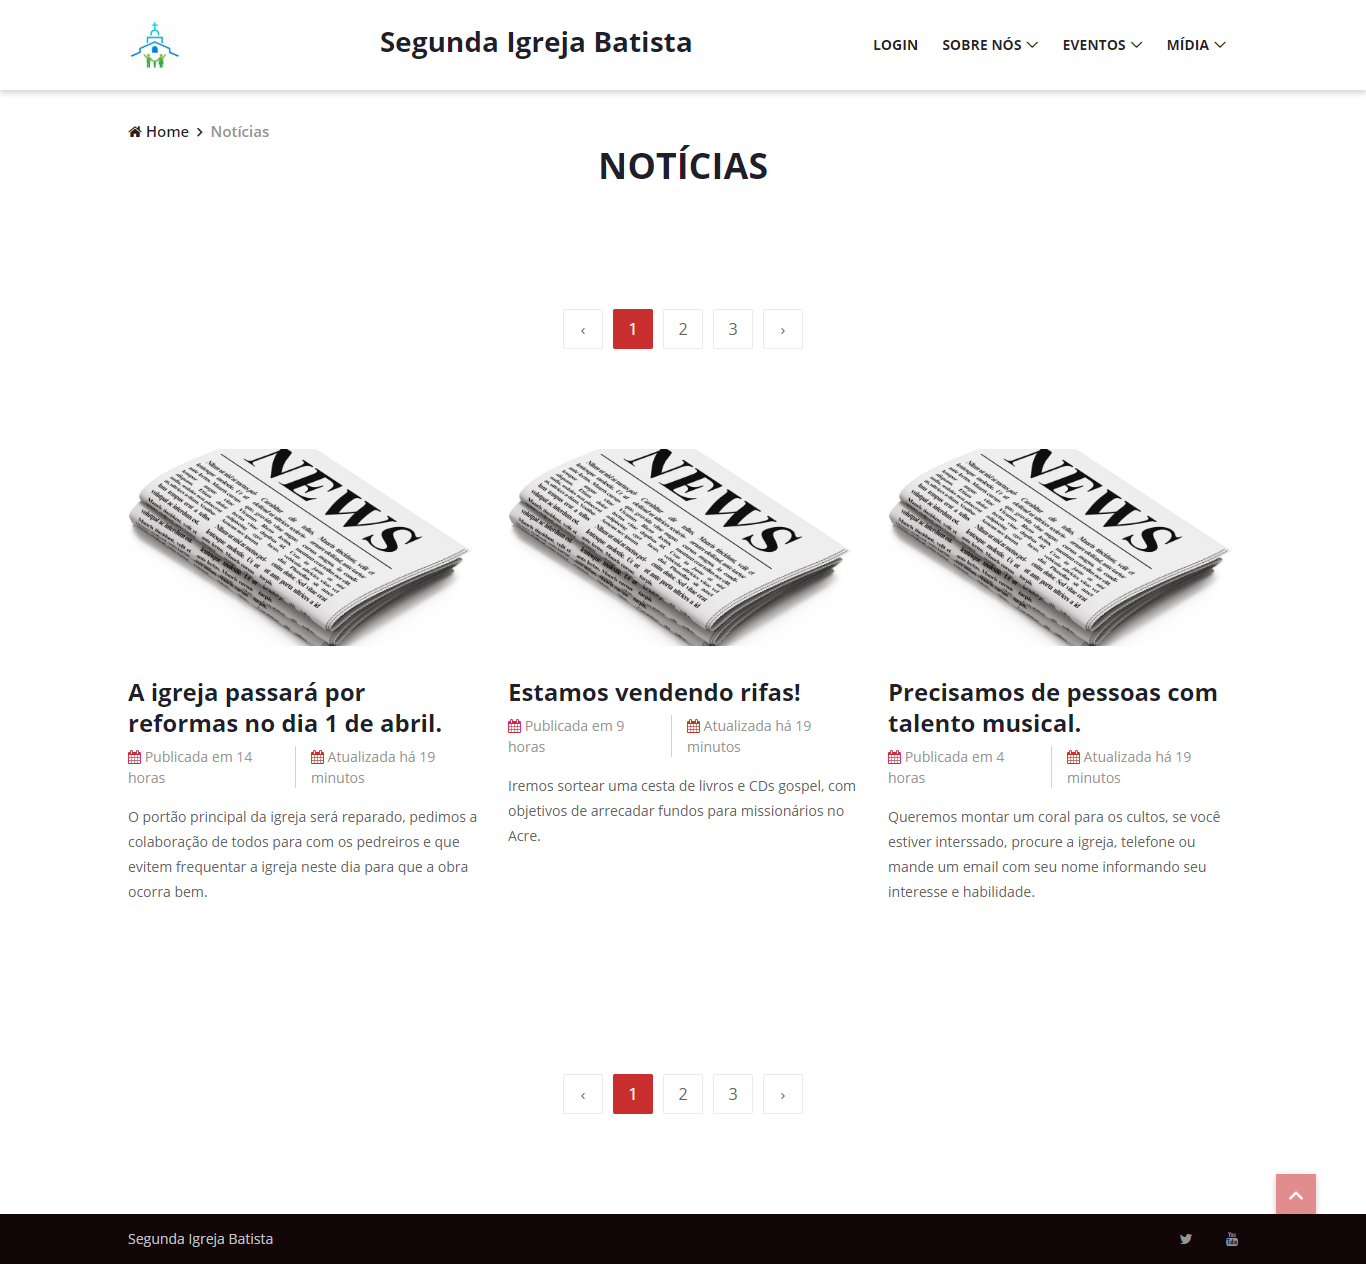 Segunda Igreja Batista
LOGIN SOBRE NÓS EVENTOS MÍDIA
Home Notícias
NOTÍCIAS
‹ 1 2 3 ›
NEWS NEWS NEWS
A igreja passará por
reformas no dia 1 de abril.
Publicada em 14
horas
Atualizada há 19
minutos
O portão principal da igreja será reparado, pedimos a
colaboração de todos para com os pedreiros e que
evitem frequentar a igreja neste dia para que a obra
ocorra bem.
Estamos vendendo rifas!
Publicada em 9
horas
Atualizada há 19
minutos
Iremos sortear uma cesta de livros e CDs gospel, com
objetivos de arrecadar fundos para missionários no
Acre.
Precisamos de pessoas com
talento musical.
Publicada em 4
horas
Atualizada há 19
minutos
Queremos montar um coral para os cultos, se você
estiver interssado, procure a igreja, telefone ou
mande um email com seu nome informando seu
interesse e habilidade.
‹ 1 2 3 ›
Segunda Igreja Batista